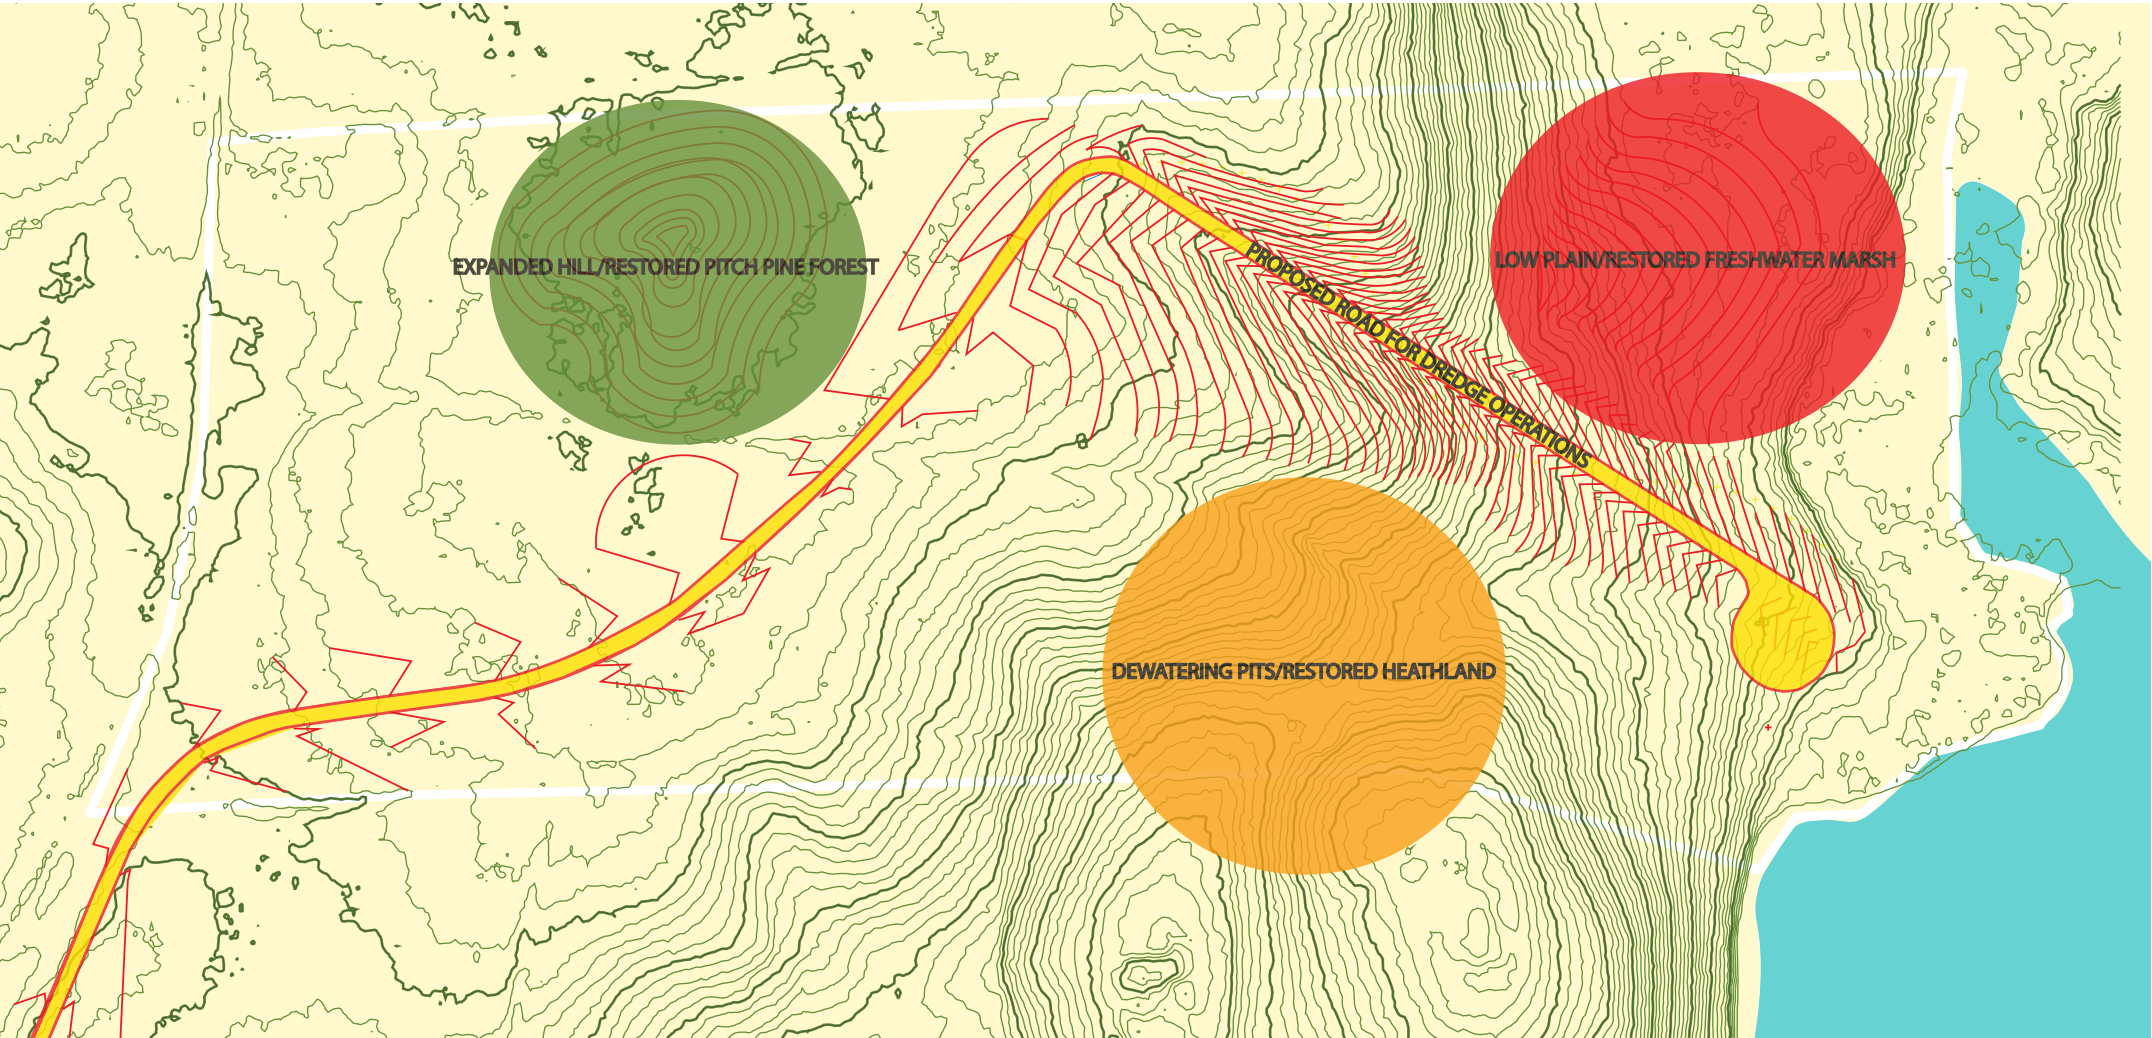 EXPANDED HILL/RESTORED PITCH PINE FOREST
LOW PLAIN/RESTORED FRESHWATER MARSH
PROPOSED ROAD FOR DREDGE OPERATIONS
DEWATERING PITS/RESTORED HEATHLAND